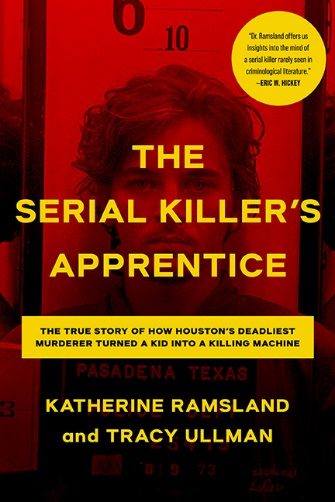 6
10
"Dr. Ramsland offers us
insights into the mind of
a serial killer rarely seen in
criminological literature."
—ERIC W. HICKEY
THE
SERIAL KILLER'S
APPRENTICE
THE TRUE STORY OF HOW HOUSTON'S DEADLIEST
MURDERER TURNED A KID INTO A KILLING MACHINE
PASADENA TEXAS
3
KATHERINE RAMSLAND
and TRACY ULLMAN
AM 8 9 73